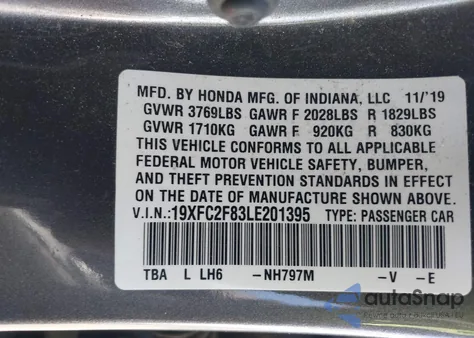 MFD. BY HONDA MFG. OF INDIANA, LLC 11/'19
GVWR 3769LBS GAWR F 2028LBS R 1829LBS
GVWR 1710KG GAWR F 920KG R 830KG
THIS VEHICLE CONFORMS TO ALL APPLICABLE
FEDERAL MOTOR VEHICLE SAFETY, BUMPER,
AND THEFT PREVENTION STANDARDS IN EFFECT
ON THE DATE OF MANUFACTURE SHOWN ABOVE.
V.I.N.:19XFC2F83LE201395 TYPE: PASSENGER CAR
TBA L LH6 -NH797M -V -E
autoSnap